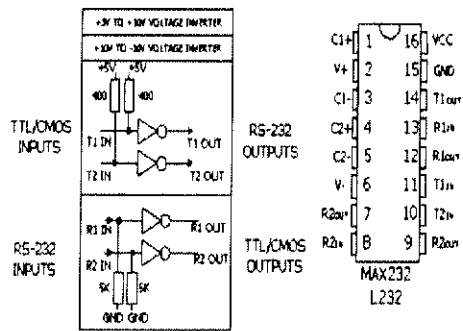 +5V TO +10V VOLTAGE INVERTER
+10V TO -10V VOLTAGE INVERTER
+5V +5V
400 400
TTL/CMOS
INPUTS
T1 IN T1 OUT
T2 IN T2 OUT
RS-232
OUTPUTS
RS-232
INPUTS
R1 IN R1 OUT
R2 IN R2 OUT
5K 5K
GND GND
TTL/CMOS
OUTPUTS
C1+ 1 16 VCC
V+ 2 15 GND
C1- 3 14 T1OUT
C2+ 4 13 R1IN
C2- 5 12 R1OUT
V- 6 11 T1IN
R2OUT 7 10 T2IN
R2IN 8 9 R2OUT
MAX232
L232